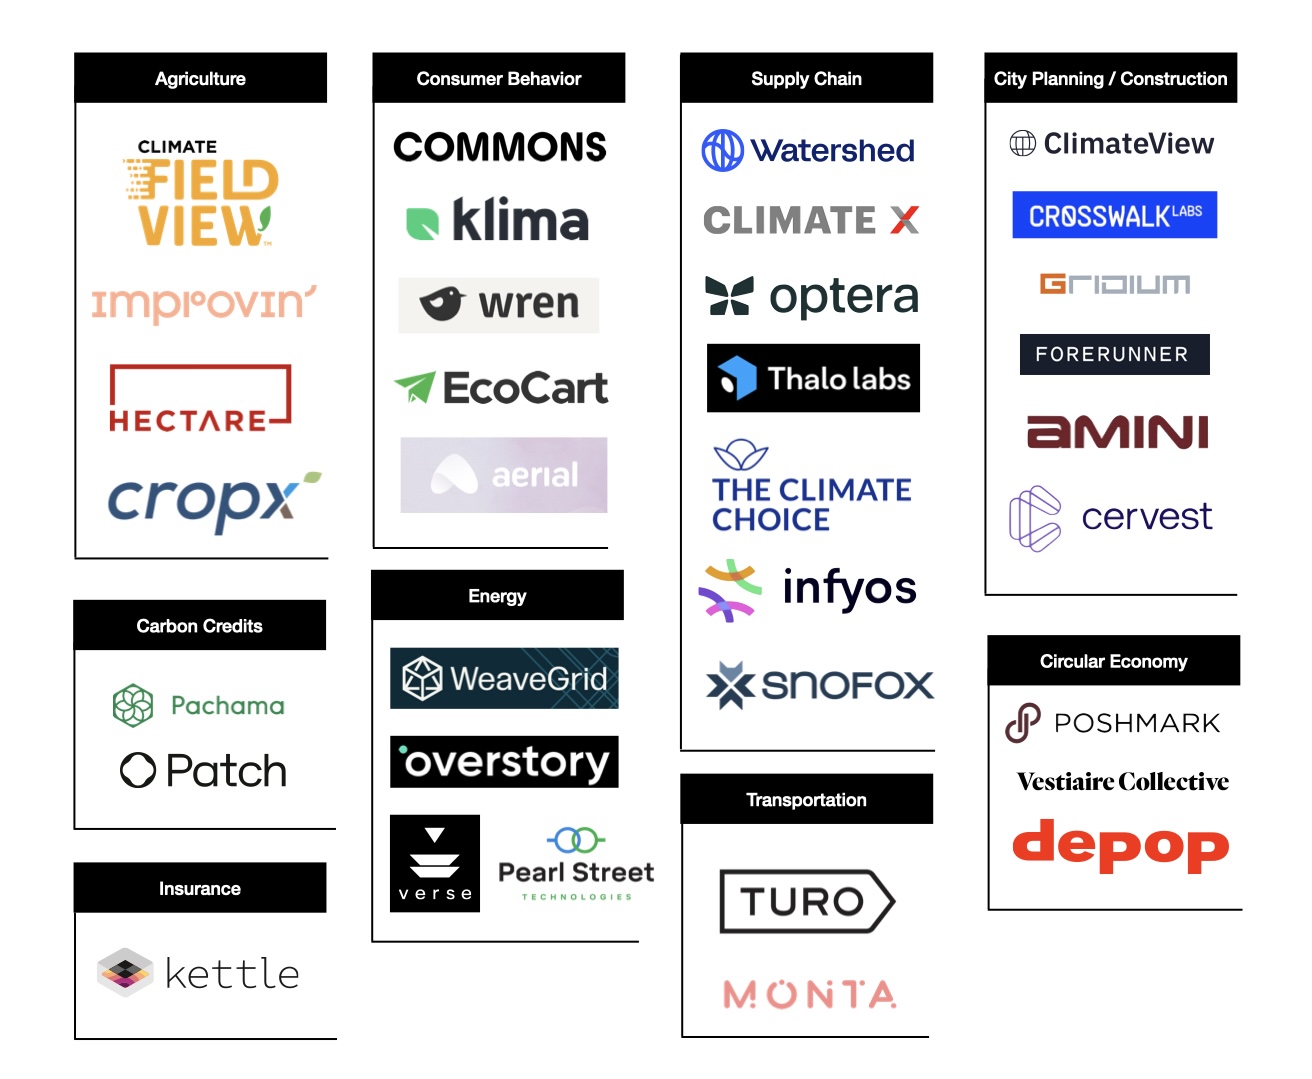 Agriculture
CLIMATE
FIELD
VIEW™
Improvin'
HECTARE
cropx
Carbon Credits
Pachama
Patch
Insurance
kettle
Consumer Behavior
COMMONS
klima
wren
EcoCart
aerial
Energy
WeaveGrid
overstory
verse
Pearl Street
TECHNOLOGIES
Supply Chain
Watershed
CLIMATE X
optera
Thalo labs
THE CLIMATE
CHOICE
infyos
SNOFOX
Transportation
TURO
MONTA
City Planning / Construction
ClimateView
CRØSSWALK LABS
GRIDIUM
FORERUNNER
AMINI
cervest
Circular Economy
POSHMARK
Vestiaire Collective
depop